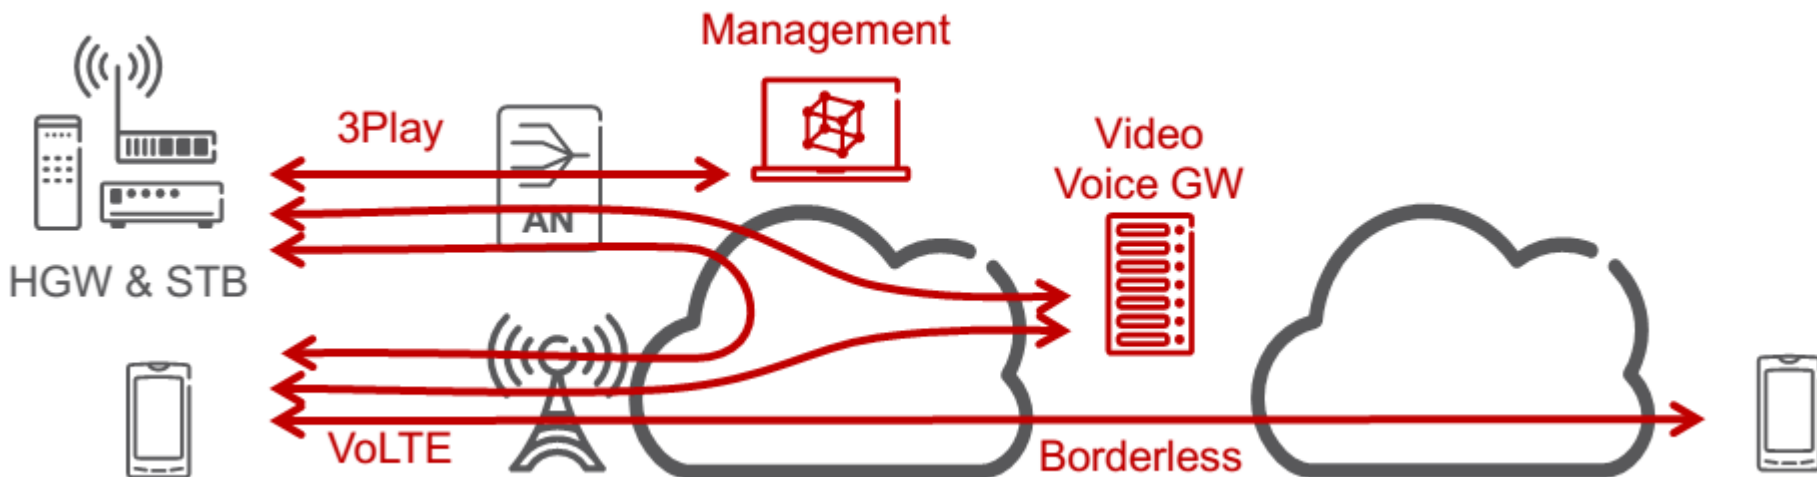 Management
3Play
Video
Voice GW
AN
HGW & STB
VoLTE
Borderless